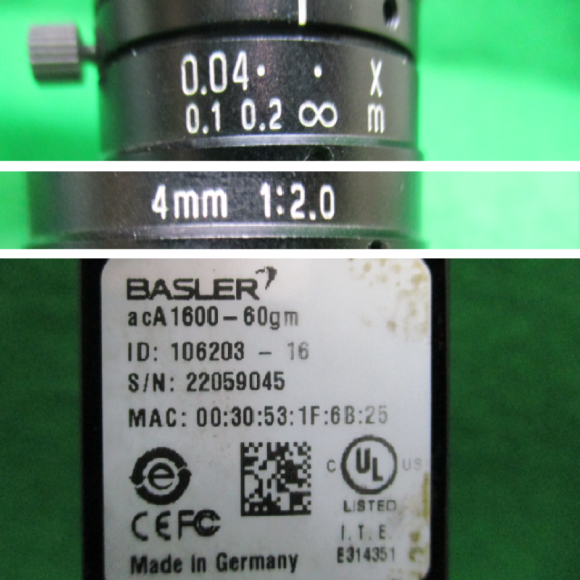 0.04· · X
0.1 0.2 ∞ m
4mm 1:2.0
BASLER
acA1600-60gm
ID: 106203 - 16
S/N: 22059045
MAC: 00:30:53:1F:6B:25
C UL US
LISTED
CE FC
I.T.E.
E314351
Made in Germany